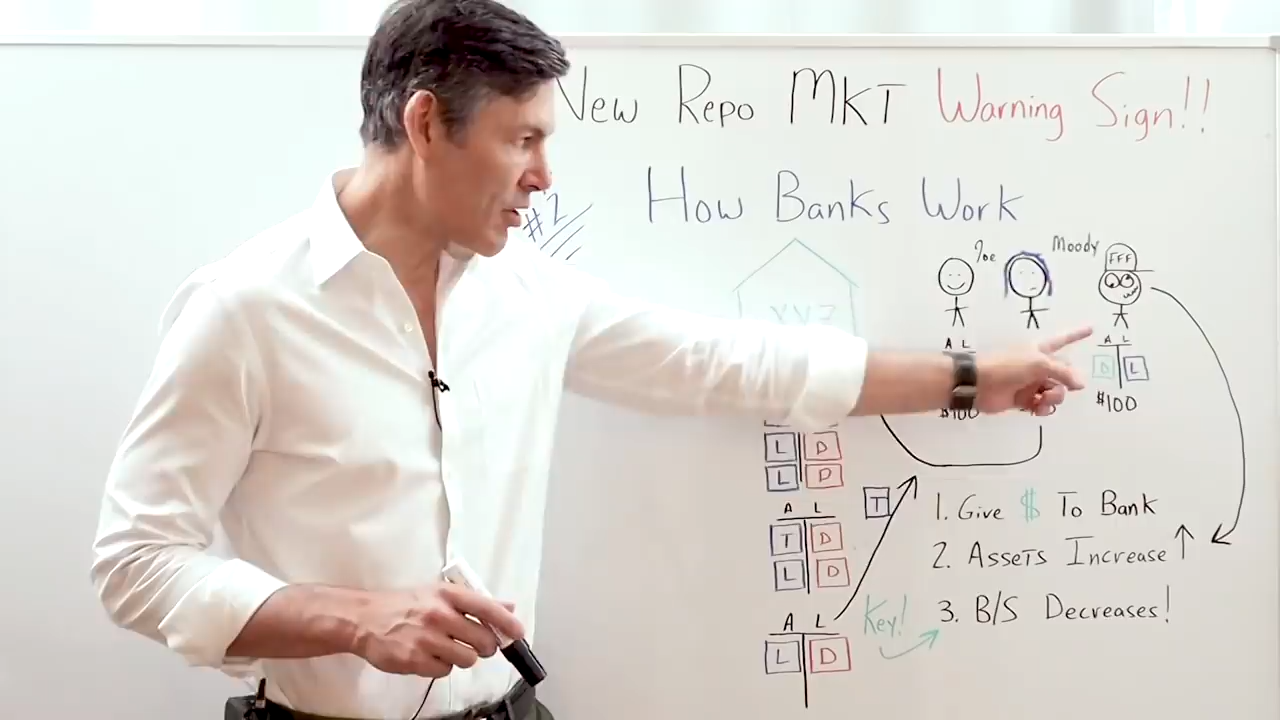 New Repo MKT Warning Sign!!
#2
How Banks Work
XYZ
Joe
Moody
FFF
A L
A L
D L
$100
$100
L D
L D
A L
T D
L D
T
A L
L D
1. Give $ To Bank
2. Assets Increase ↑
Key!
3. B/S Decreases!